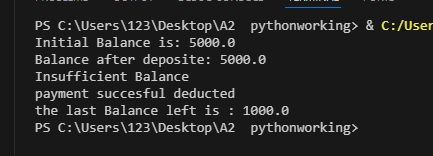 PS C:\Users\123\Desktop\A2  pythonworking> & C:/User
Initial Balance is: 5000.0
Balance after deposite: 5000.0
Insufficient Balance
payment succesful deducted
the last Balance left is : 1000.0
PS C:\Users\123\Desktop\A2  pythonworking>